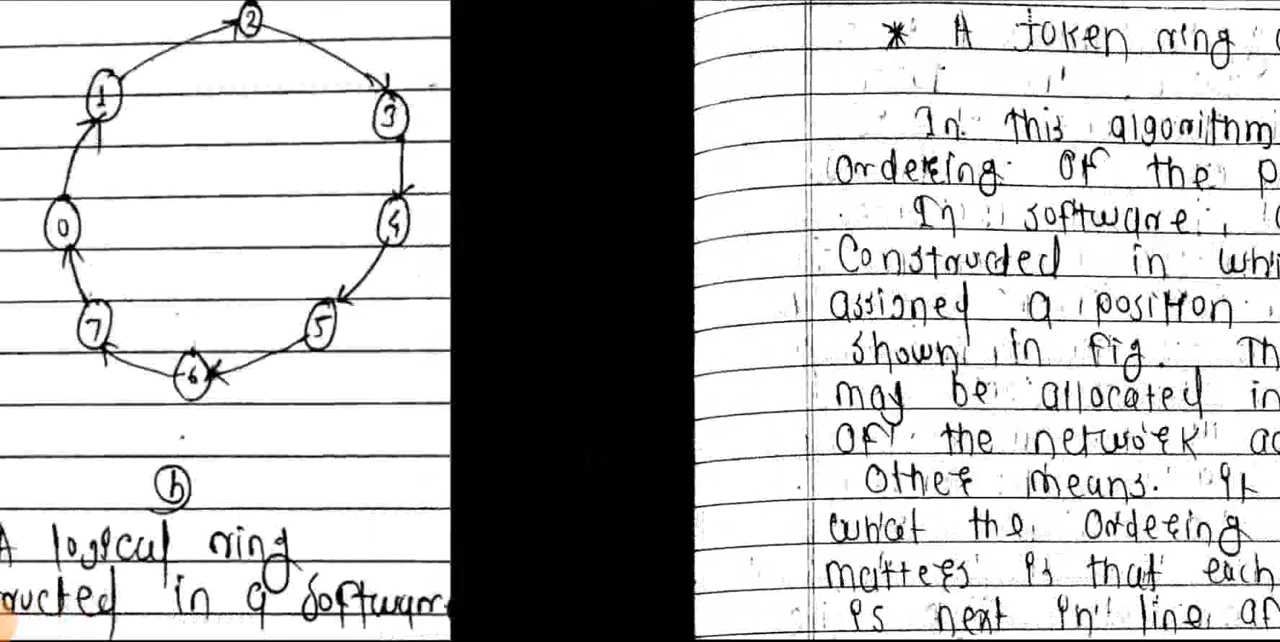 2
1
3
0
4
7
5
6
b
A logical ring
ructed in a softwar
* A token ring
In this algorithm
Ordering of the p
In software,
Constructed in whi
assigned a position
shown in fig. Th
may be allocated in
of the network ad
Other means. It
what the Ordering
matters is that each
is next in line af